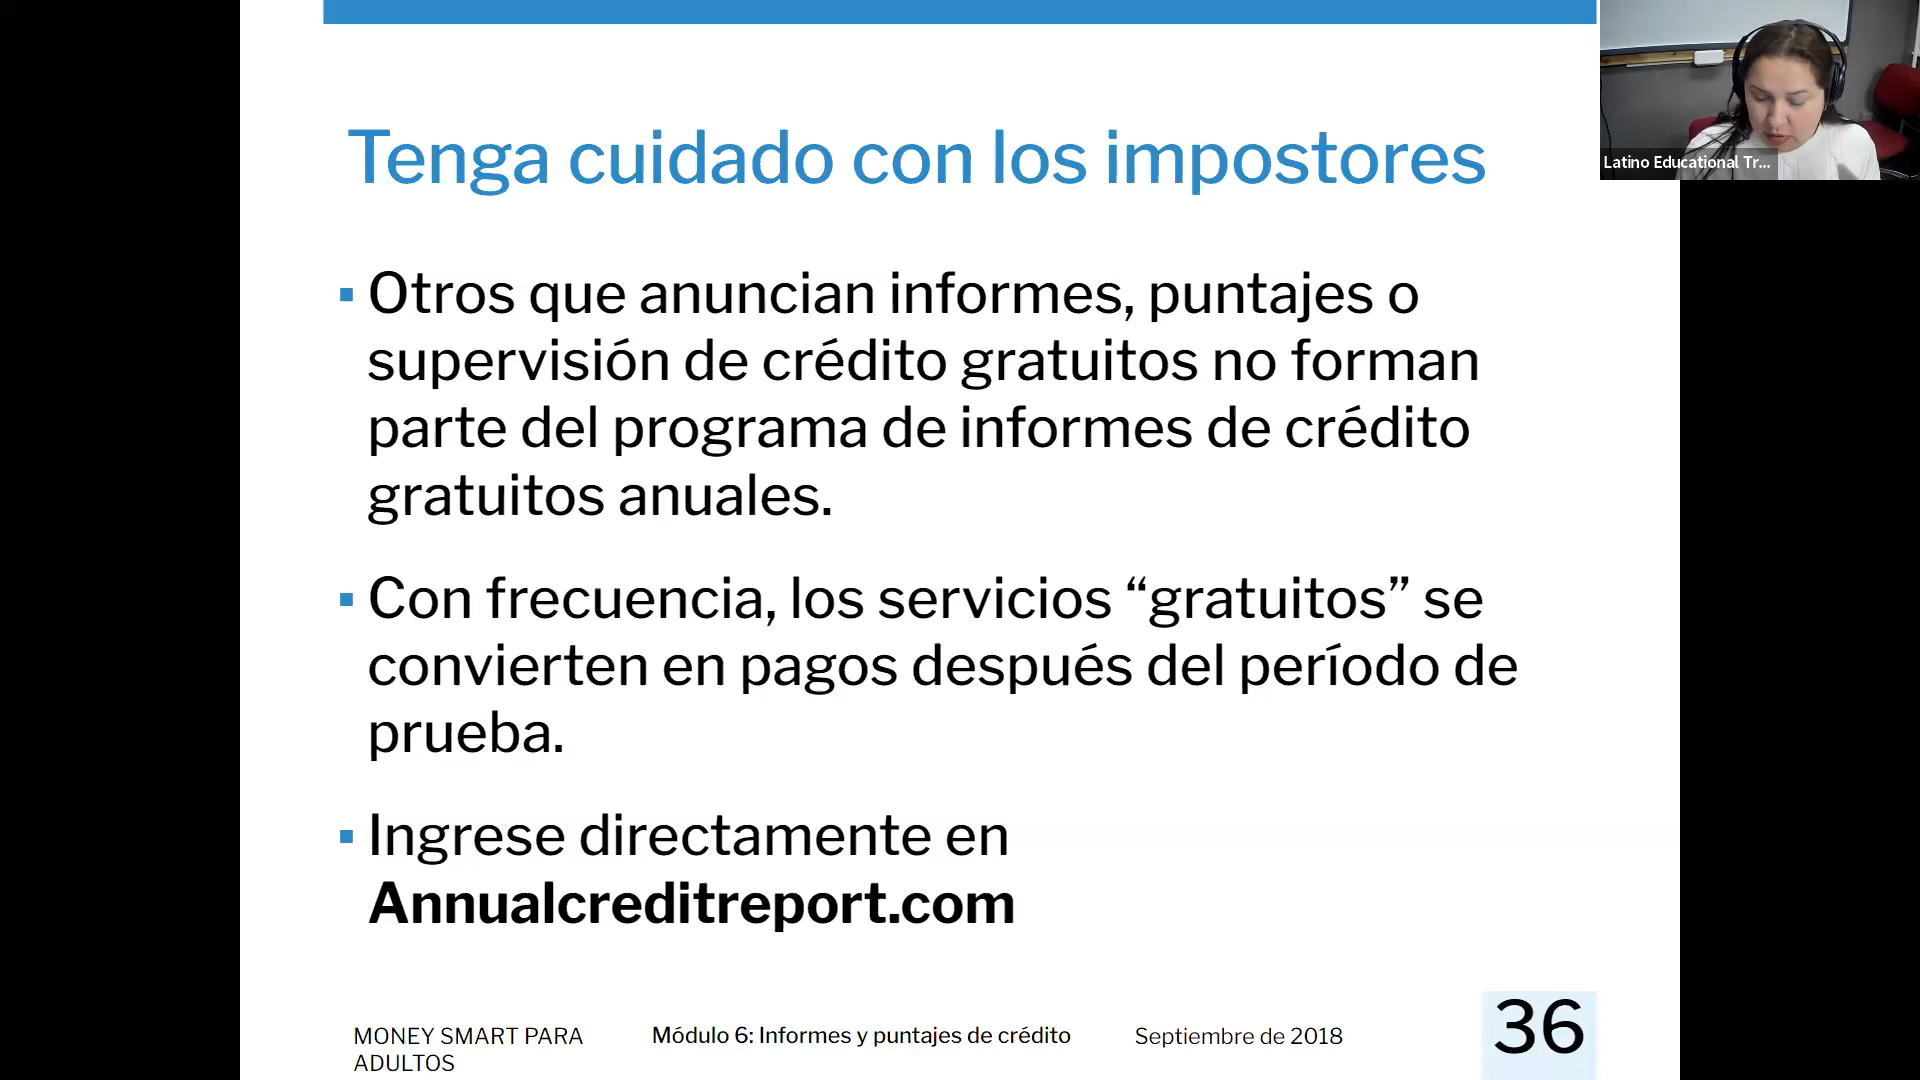 Tenga cuidado con los impostores
▪ Otros que anuncian informes, puntajes o
supervisión de crédito gratuitos no forman
parte del programa de informes de crédito
gratuitos anuales.
▪ Con frecuencia, los servicios “gratuitos” se
convierten en pagos después del período de
prueba.
▪ Ingrese directamente en
Annualcreditreport.com
MONEY SMART PARA
ADULTOS
Módulo 6: Informes y puntajes de crédito
Septiembre de 2018
36
Latino Educational Tr...